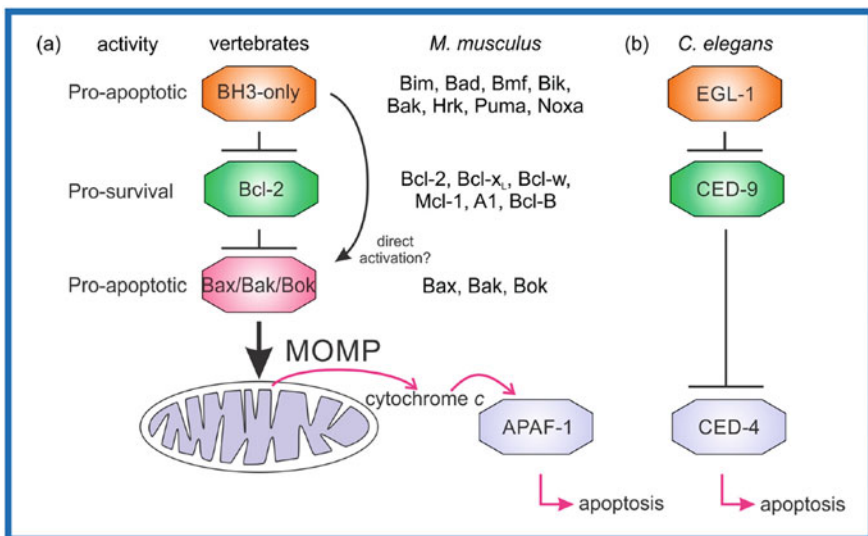 (a) activity vertebrates M. musculus (b) C. elegans
Pro-apoptotic BH3-only Bim, Bad, Bmf, Bik, EGL-1
Bak, Hrk, Puma, Noxa
Pro-survival Bcl-2 Bcl-2, Bcl-xL, Bcl-w, CED-9
Mcl-1, A1, Bcl-B
direct
activation?
Pro-apoptotic Bax/Bak/Bok Bax, Bak, Bok
MOMP
cytochrome c
APAF-1 CED-4
apoptosis apoptosis